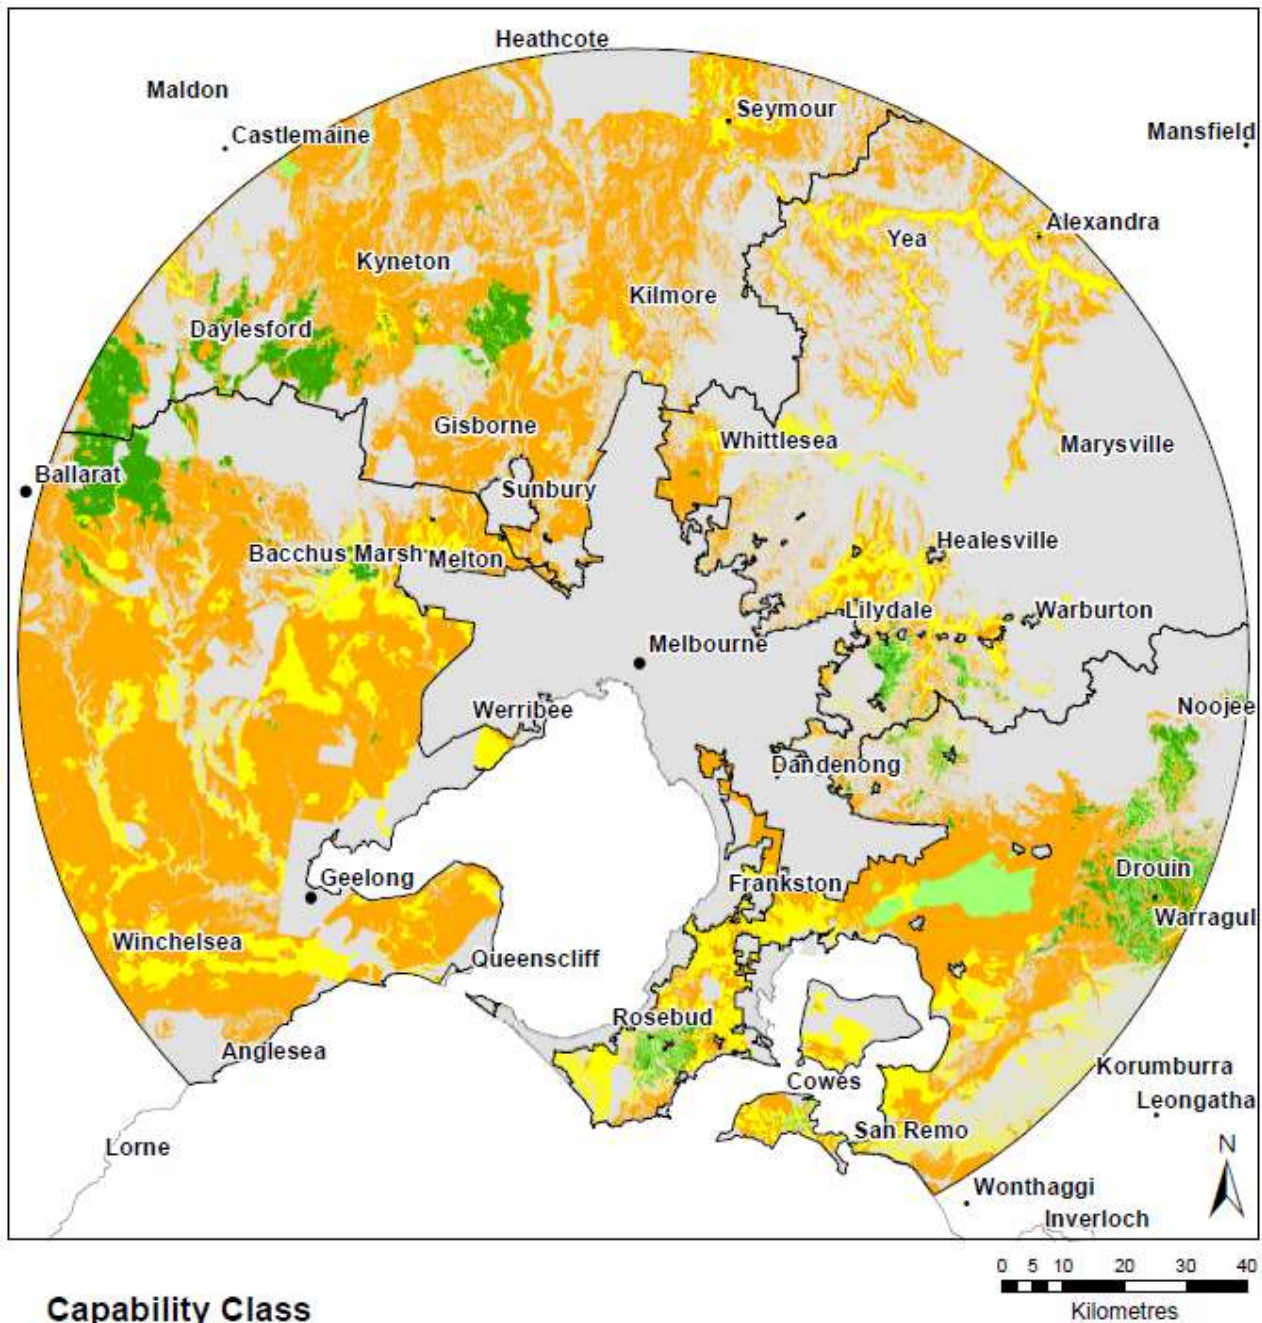 Heathcote
Maldon
Seymour
Castlemaine
Mansfield
Alexandra
Yea
Kyneton
Kilmore
Daylesford
Gisborne
Whittlesea
Marysville
Ballarat
Sunbury
Healesville
Bacchus Marsh
Melton
Lilydale
Warburton
Melbourne
Noojee
Werribee
Dandenong
Drouin
Geelong
Frankston
Warragul
Winchelsea
Queenscliff
Rosebud
Anglesea
Korumburra
Cowes
Leongatha
San Remo
Lorne
N
Wonthaggi
Inverloch
0 5 10 20 30 40
Kilometres
Capability Class